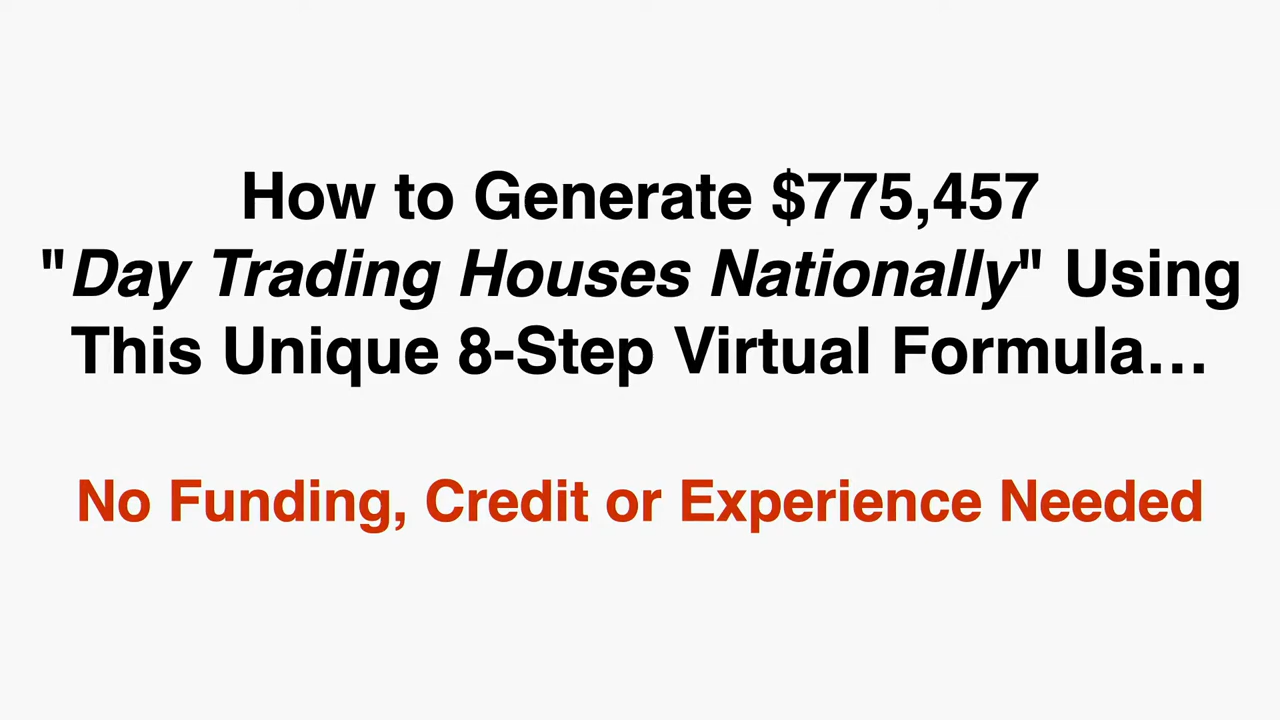 How to Generate $775,457
"Day Trading Houses Nationally" Using
This Unique 8-Step Virtual Formula…
No Funding, Credit or Experience Needed